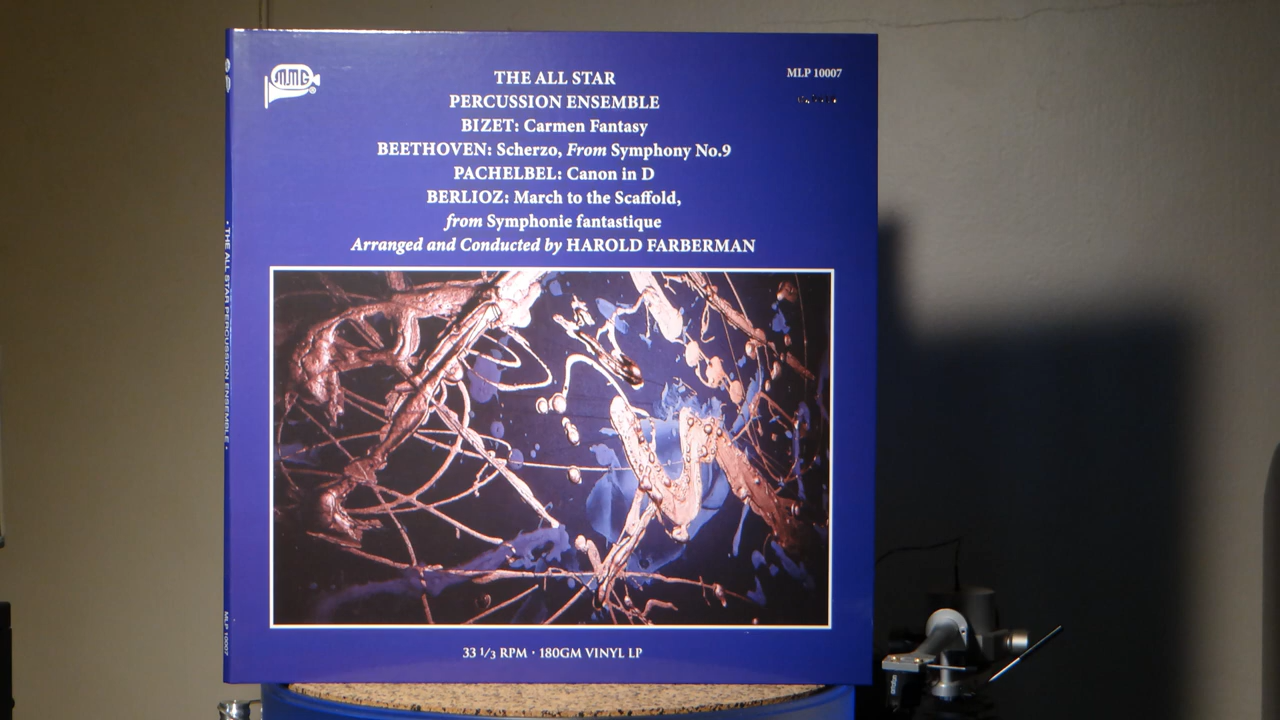 MMG
®
MLP 10007
THE ALL STAR
PERCUSSION ENSEMBLE
BIZET: Carmen Fantasy
BEETHOVEN: Scherzo, From Symphony No.9
PACHELBEL: Canon in D
BERLIOZ: March to the Scaffold,
from Symphonie fantastique
Arranged and Conducted by HAROLD FARBERMAN
33 1/3 RPM · 180GM VINYL LP
· THE ALL STAR PERCUSSION ENSEMBLE ·
MLP 10007